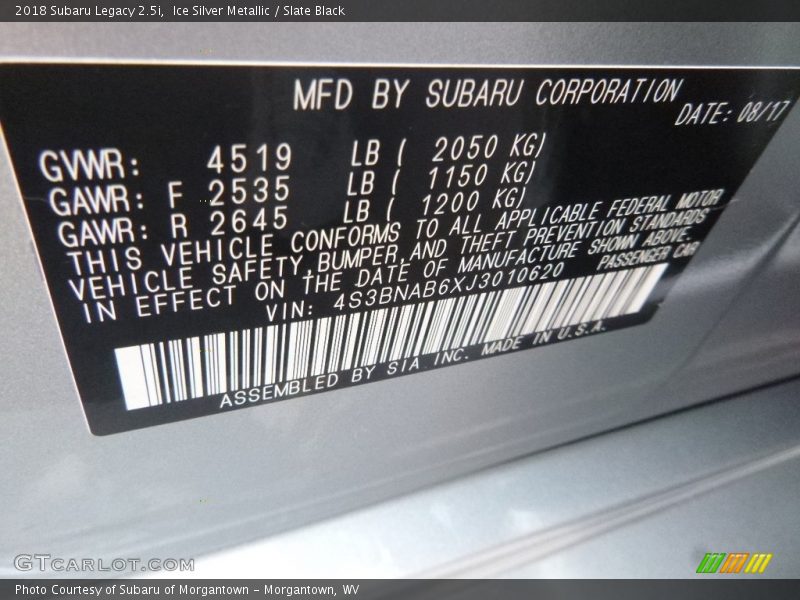 2018 Subaru Legacy 2.5i,  Ice Silver Metallic / Slate Black
MFD BY SUBARU CORPORATION
DATE: 08/17
GVWR: 4519 LB ( 2050 KG)
GAWR: F 2535 LB ( 1150 KG)
GAWR: R 2645 LB ( 1200 KG)
THIS VEHICLE CONFORMS TO ALL APPLICABLE FEDERAL MOTOR
VEHICLE SAFETY,BUMPER,AND THEFT PREVENTION STANDARDS
IN EFFECT ON THE DATE OF MANUFACTURE SHOWN ABOVE.
VIN: 4S3BNAB6XJ3010620 PASSENGER CAR
ASSEMBLED BY SIA INC. MADE IN U.S.A.
GTCARLOT.COM
Photo Courtesy of Subaru of Morgantown – Morgantown, WV